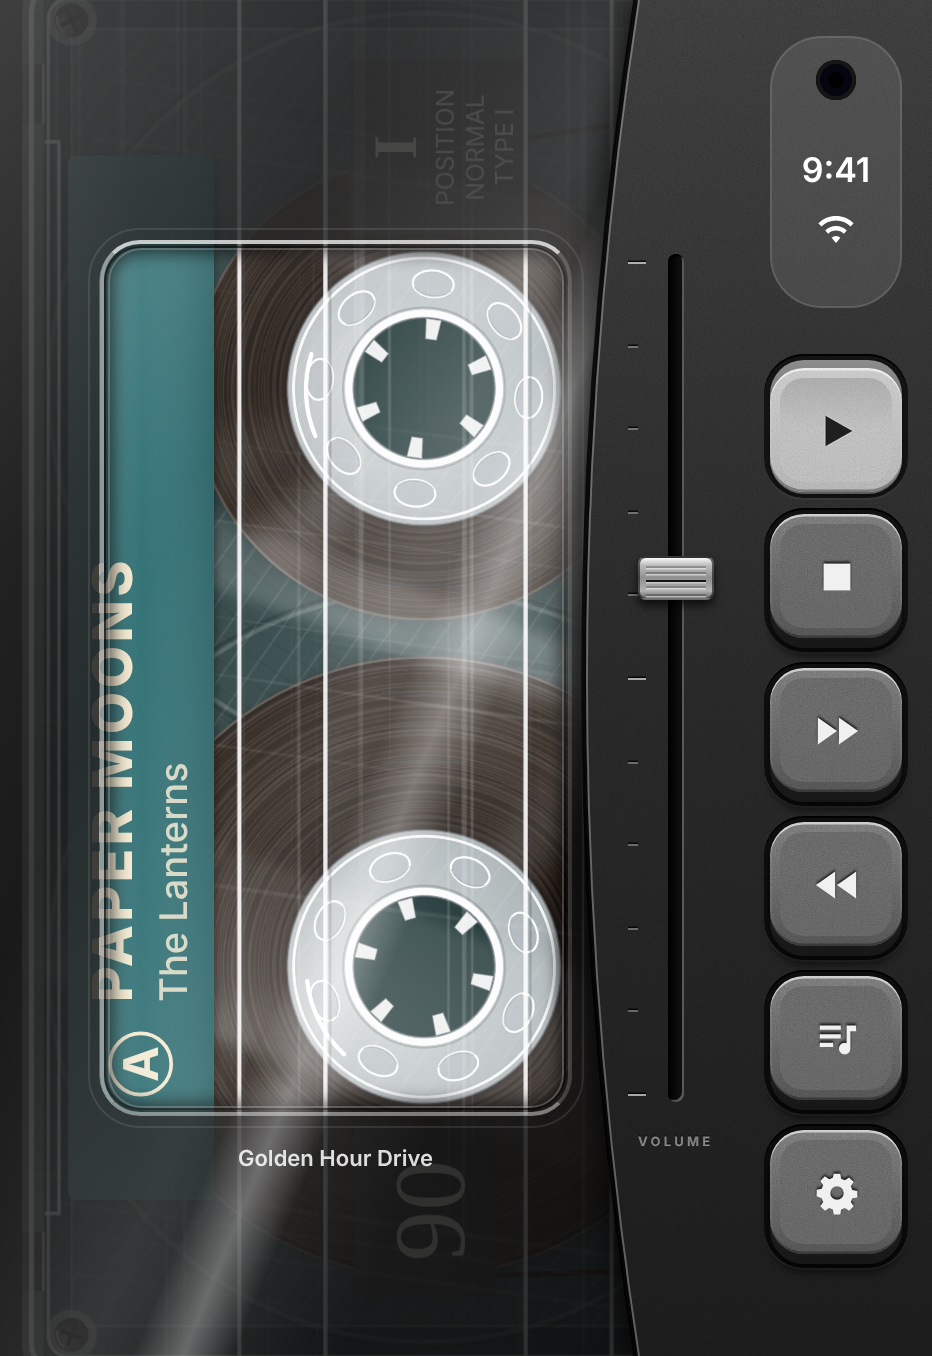 9:41
POSITION
NORMAL
TYPE I
I
PAPER MOONS
The Lanterns
A
VOLUME
Golden Hour Drive
90